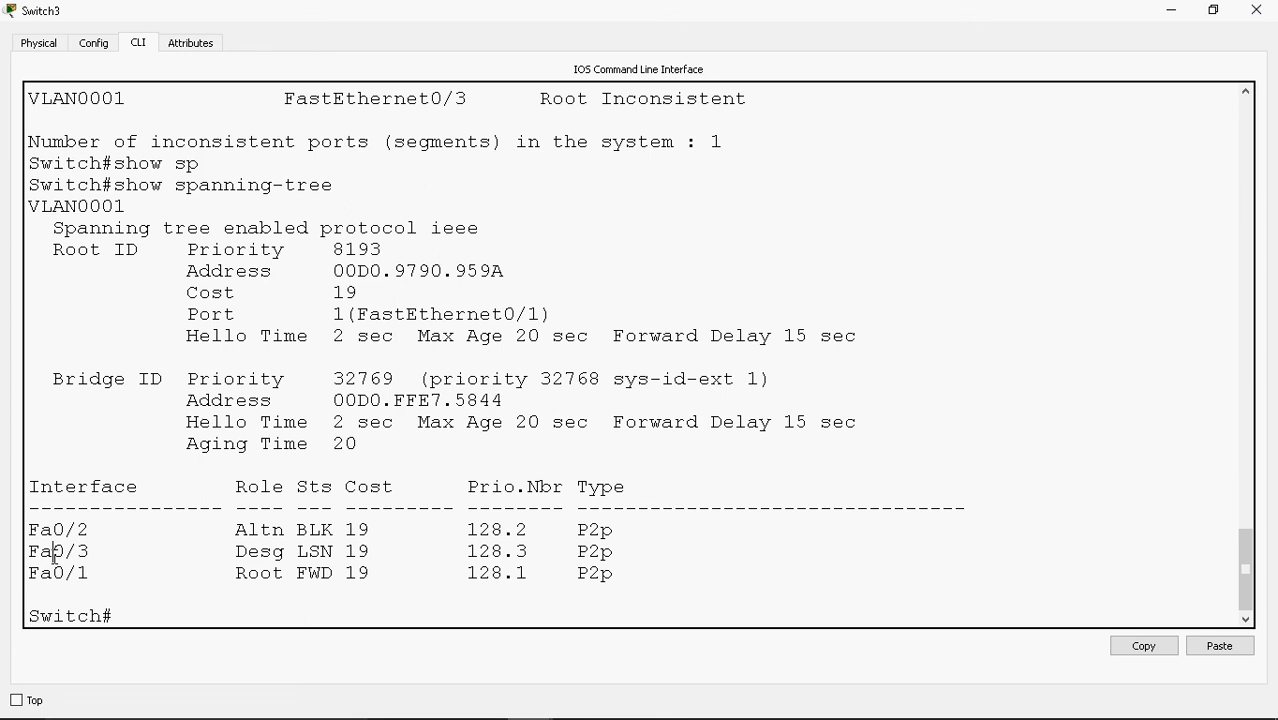 Switch3
Physical Config CLI Attributes
IOS Command Line Interface
VLAN0001 FastEthernet0/3 Root Inconsistent
Number of inconsistent ports (segments) in the system : 1
Switch#show sp
Switch#show spanning-tree
VLAN0001
Spanning tree enabled protocol ieee
Root ID Priority 8193
Address 00D0.9790.959A
Cost 19
Port 1(FastEthernet0/1)
Hello Time 2 sec Max Age 20 sec Forward Delay 15 sec
Bridge ID Priority 32769 (priority 32768 sys-id-ext 1)
Address 00D0.FFE7.5844
Hello Time 2 sec Max Age 20 sec Forward Delay 15 sec
Aging Time 20
Interface Role Sts Cost Prio.Nbr Type
---------------- ---- --- --------- -------- --------------------------------
Fa0/2 Altn BLK 19 128.2 P2p
Fa0/3 Desg LSN 19 128.3 P2p
Fa0/1 Root FWD 19 128.1 P2p
Switch#
Copy Paste
Top